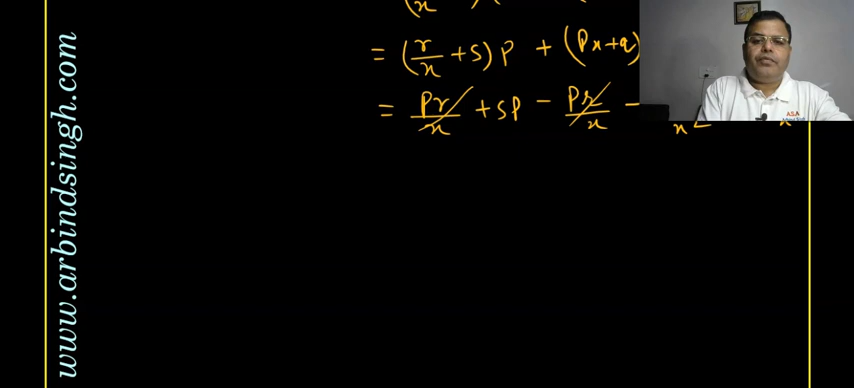 = (r/x + s) p + (px + q)
= pr/x + sp - pr/x -
www.arbindsingh.com